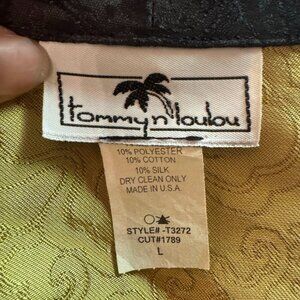 tommy n loulou
10% POLYESTER
10% COTTON
10% SILK
DRY CLEAN ONLY
MADE IN U.S.A.
STYLE# -T3272
CUT#1789
L